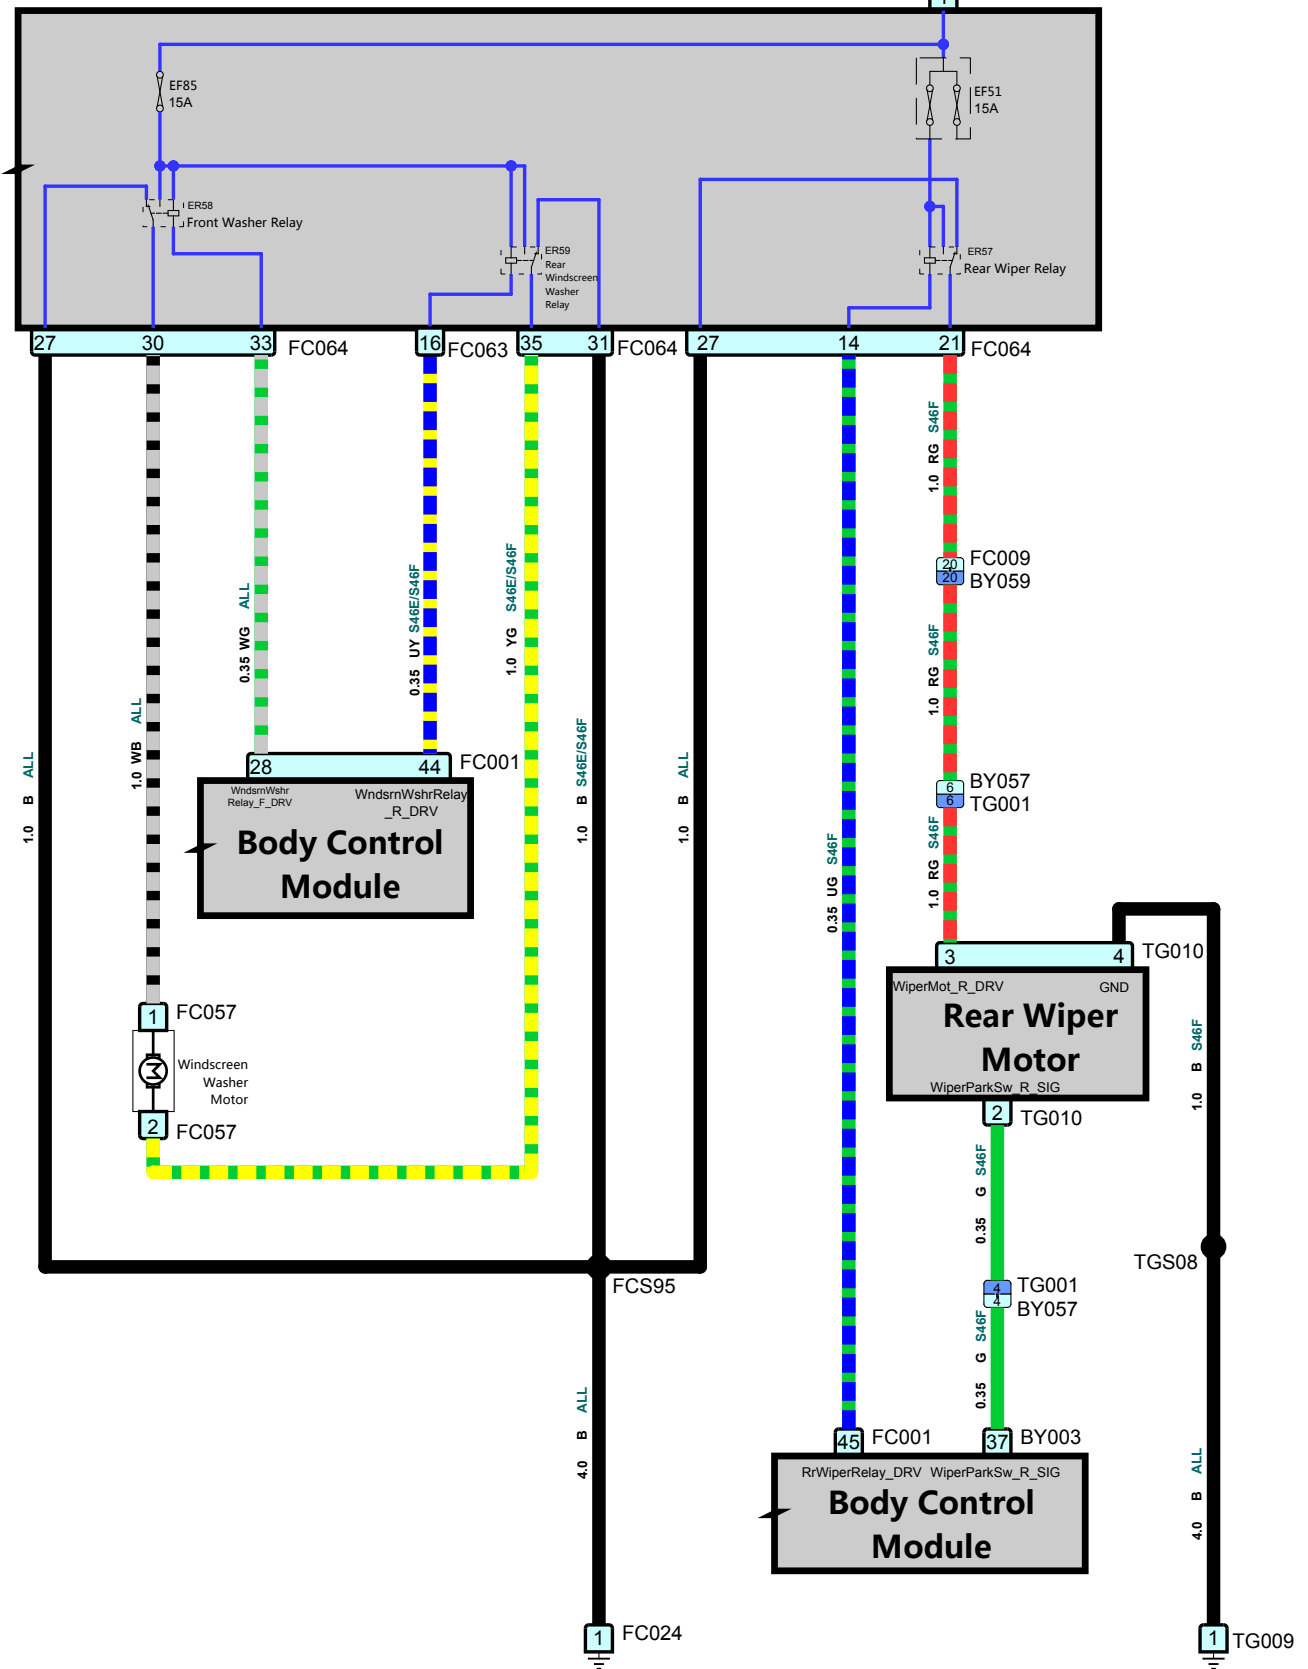 1
EF85
15A
EF51
15A
ER58
Front Washer Relay
ER59
Rear
Windscreen
Washer
Relay
ER57
Rear Wiper Relay
27 30 33 FC064
16 FC063
35 31 FC064
27 14 21 FC064
1.0 RG S46F
FC009
20
20
BY059
1.0 RG S46F
BY057
6
6
TG001
1.0 RG S46F
1.0 B ALL
1.0 WB ALL
0.35 WG ALL
0.35 UY S46E/S46F
1.0 YG S46E/S46F
1.0 B S46E/S46F
1.0 B ALL
0.35 UG S46F
28 44 FC001
WndsrnWshr
Relay_F_DRV
WndsrnWshrRelay
_R_DRV
Body Control
Module
3 4 TG010
WiperMot_R_DRV GND
Rear Wiper
Motor
WiperParkSw_R_SIG
2 TG010
1.0 B S46F
1 FC057
M
Windscreen
Washer
Motor
2 FC057
0.35 G S46F
TGS08
FCS95
4
4
TG001
BY057
0.35 G S46F
4.0 B ALL
4.0 B ALL
45 FC001 37 BY003
RrWiperRelay_DRV WiperParkSw_R_SIG
Body Control
Module
1 FC024
1 TG009